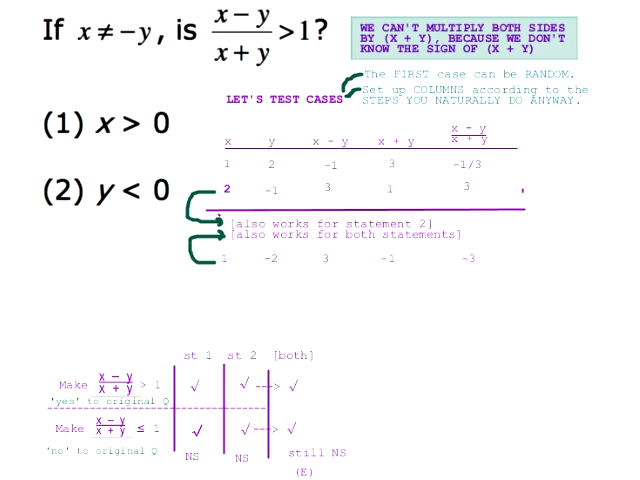 If x ≠ −y, is x − y / x + y > 1?
WE CAN'T MULTIPLY BOTH SIDES
BY (X + Y), BECAUSE WE DON'T
KNOW THE SIGN OF (X + Y)
The FIRST case can be RANDOM.
Set up COLUMNS according to the
STEPS YOU NATURALLY DO ANYWAY.
LET'S TEST CASES
(1) x > 0
(2) y < 0
x y x - y x + y x - y / x + y
1 2 -1 3 -1/3
2 -1 3 1 3
[also works for statement 2]
[also works for both statements]
1 -2 3 -1 -3
st 1 st 2 [both]
Make x - y / x + y > 1 √ √ ---> √
'yes' to original Q
Make x - y / x + y ≤ 1 √ √ ---> √
'no' to original Q
NS NS still NS
(E)